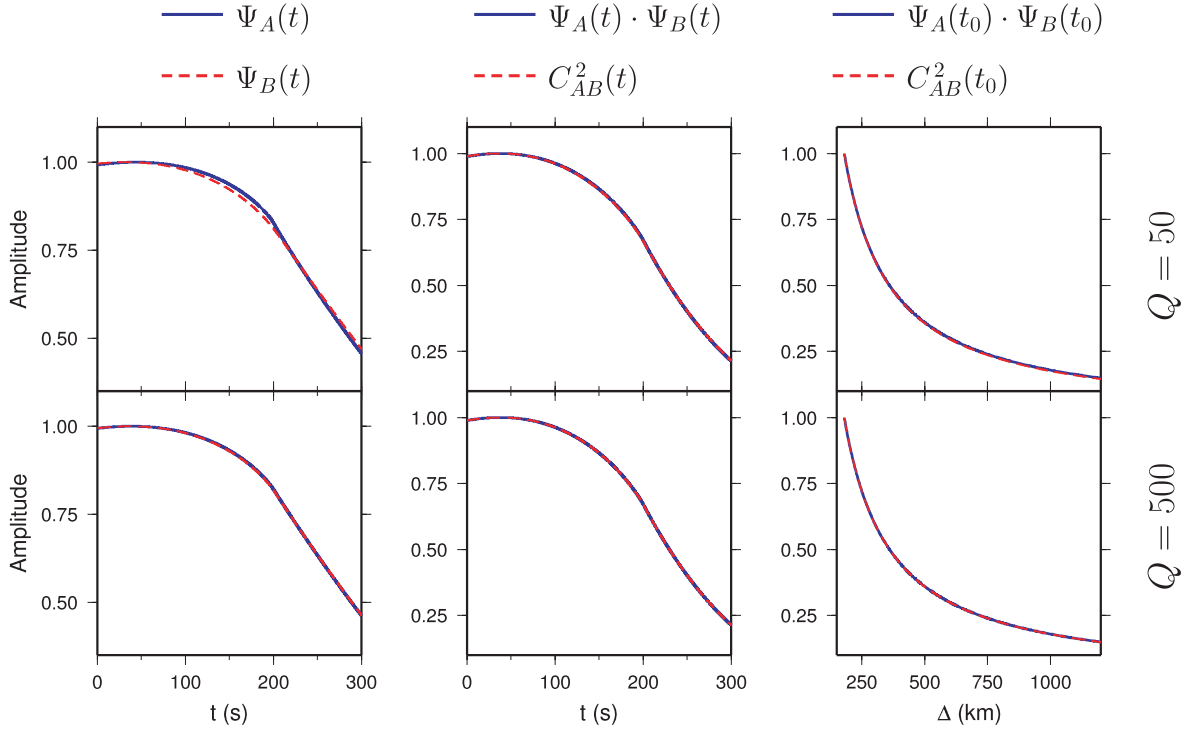 Ψ_A(t)
Ψ_B(t)
Ψ_A(t) · Ψ_B(t)
C²_AB(t)
Ψ_A(t₀) · Ψ_B(t₀)
C²_AB(t₀)
0 100 200 300
0 100 200 300
250 500 750 1000
Amplitude
1.00
0.75
0.50
1.00
0.75
0.50
0.25
1.00
0.75
0.50
0.25
Q = 50
Amplitude
1.00
0.75
0.50
1.00
0.75
0.50
0.25
1.00
0.75
0.50
0.25
Q = 500
t (s)
t (s)
Δ (km)